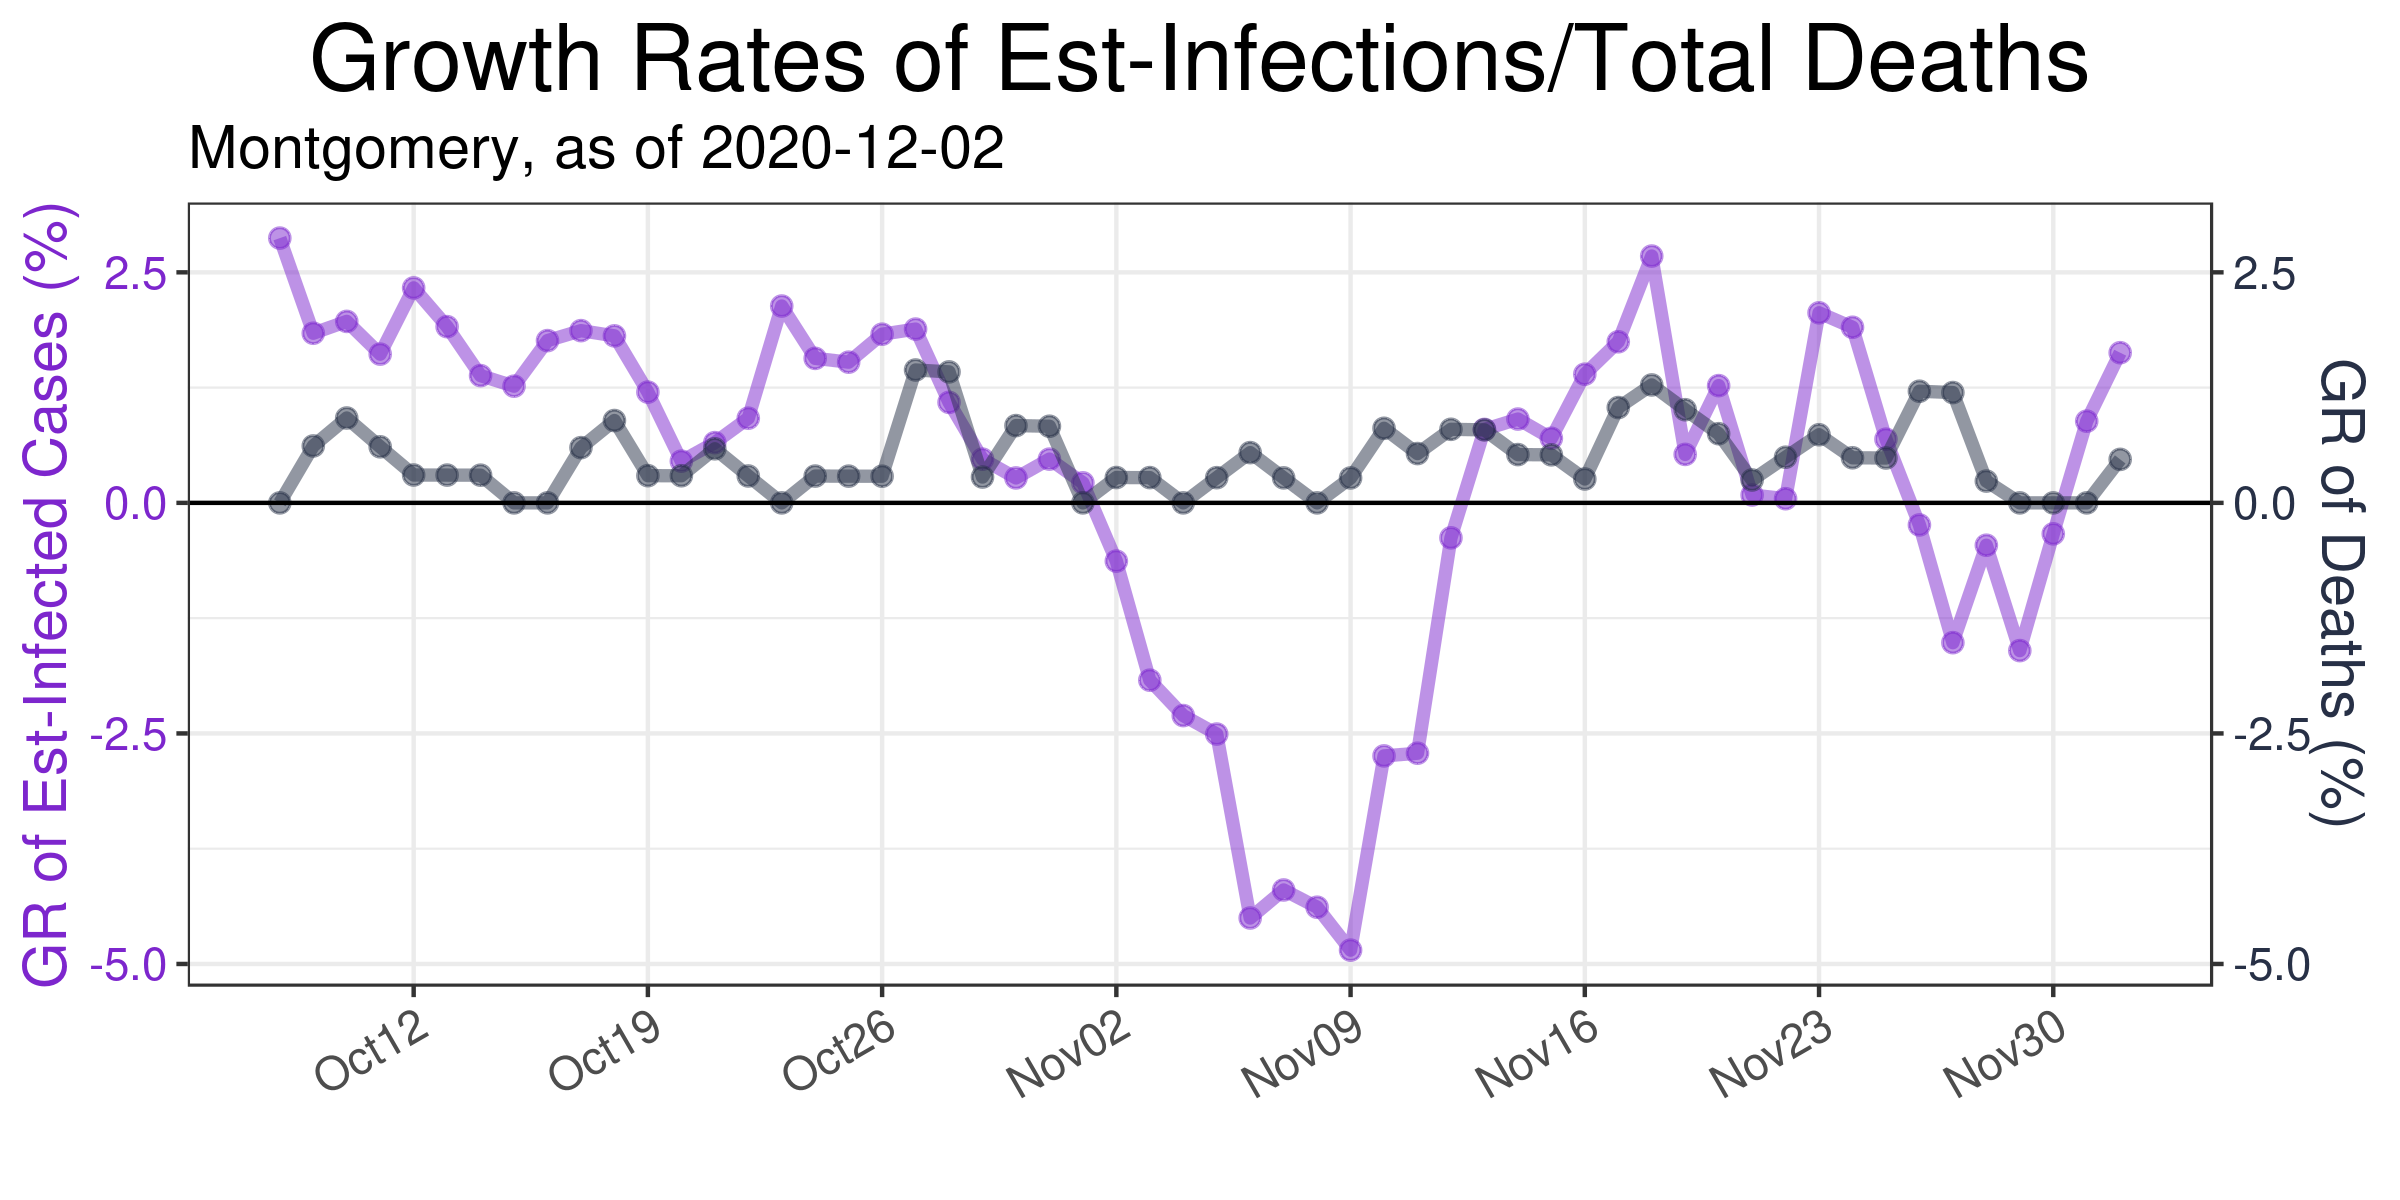 Growth Rates of Est-Infections/Total Deaths
Montgomery, as of 2020-12-02
GR of Est-Infected Cases (%)
2.5
0.0
-2.5
-5.0
2.5
0.0
-2.5
-5.0
GR of Deaths (%)
Oct12
Oct19
Oct26
Nov02
Nov09
Nov16
Nov23
Nov30